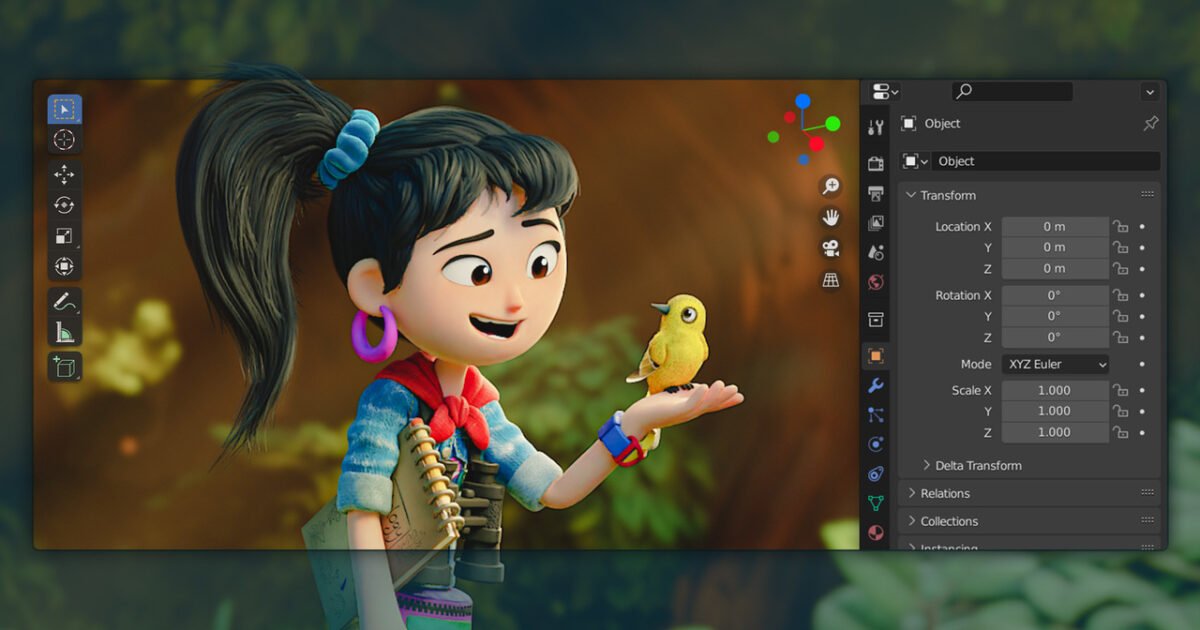 Object
Object
Transform
Location X 0 m
Y 0 m
Z 0 m
Rotation X 0°
Y 0°
Z 0°
Mode XYZ Euler
Scale X 1.000
Y 1.000
Z 1.000
Delta Transform
Relations
Collections
Instancing